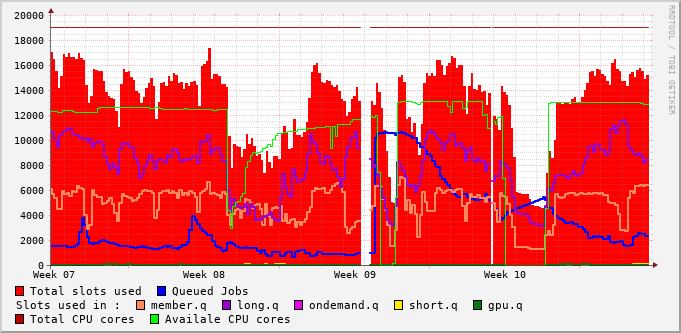 20000
18000
16000
14000
12000
10000
8000
6000
4000
2000
0
Week 07 Week 08 Week 09 Week 10
RRDTOOL / TOBI OETIKER
Total slots used Queued Jobs
Slots used in : member.q long.q ondemand.q short.q gpu.q
Total CPU cores Availale CPU cores